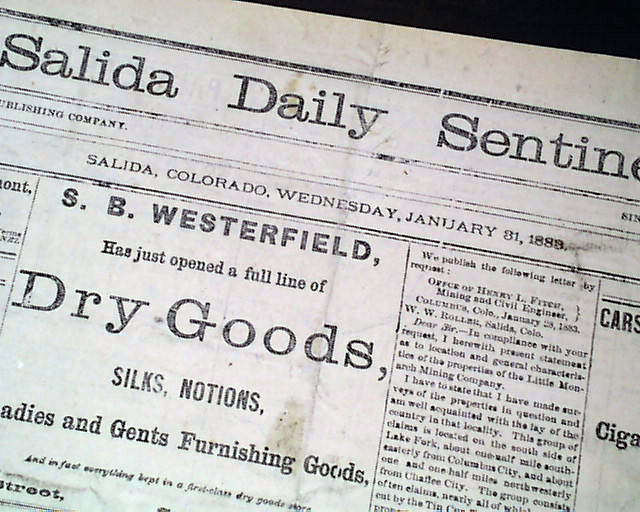 Salida Daily Sentine
UBLISHING COMPANY.
SALIDA, COLORADO, WEDNESDAY, JANUARY 31, 1883.
mont,
S. B. WESTERFIELD,
Has just opened a full line of
Dry Goods,
SILKS, NOTIONS,
adies and Gents Furnishing Goods,
And in fact everything kept in a first-class dry goods store
Street,
We publish the following letter by
request:
OFFICE OF HENRY L. FITCH,
Mining and Civil Engineer,
COLUMBUS, Colo., January 28, 1883.
W. W. ROLLER, Salida, Colo.
Dear Sir.—In compliance with your
request, I herewith present statement
as to location and general characteris-
tics of the properties of the Little Mon-
arch Mining Company.
I have to state that I have made sur-
veys of the properties in question and
am well acquainted with the lay of the
country in that locality. This group of
claims is located on the south side of
Lake Fork, about one-half mile south-
easterly from Columbus City, and about
one and one-half miles northwesterly
from Chaffee City. The group consists
of ten claims, nearly all of which
cut by the Tin Cup
CARS
Ciga